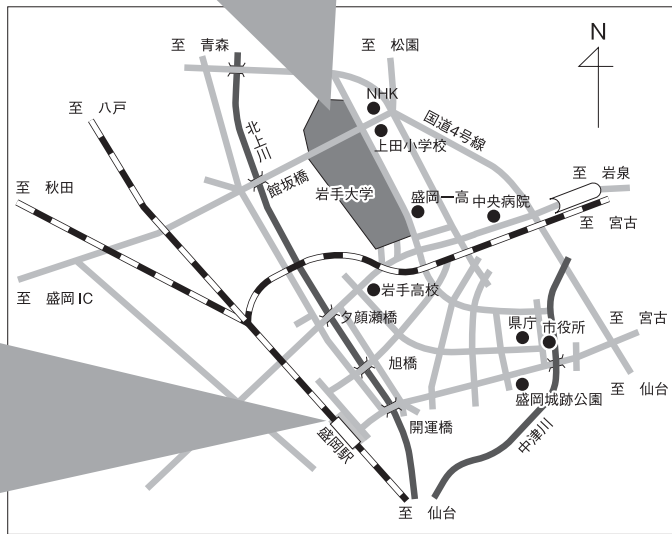 至　青森
至　松園
N
NHK
至　八戸
国道4号線
北上川
上田小学校
至　岩泉
館坂橋
至　秋田
岩手大学
盛岡一高
中央病院
至　宮古
至　盛岡IC
岩手高校
夕顔瀬橋
県庁
市役所
至　宮古
旭橋
至　仙台
盛岡城跡公園
開運橋
盛岡駅
中津川
至　仙台